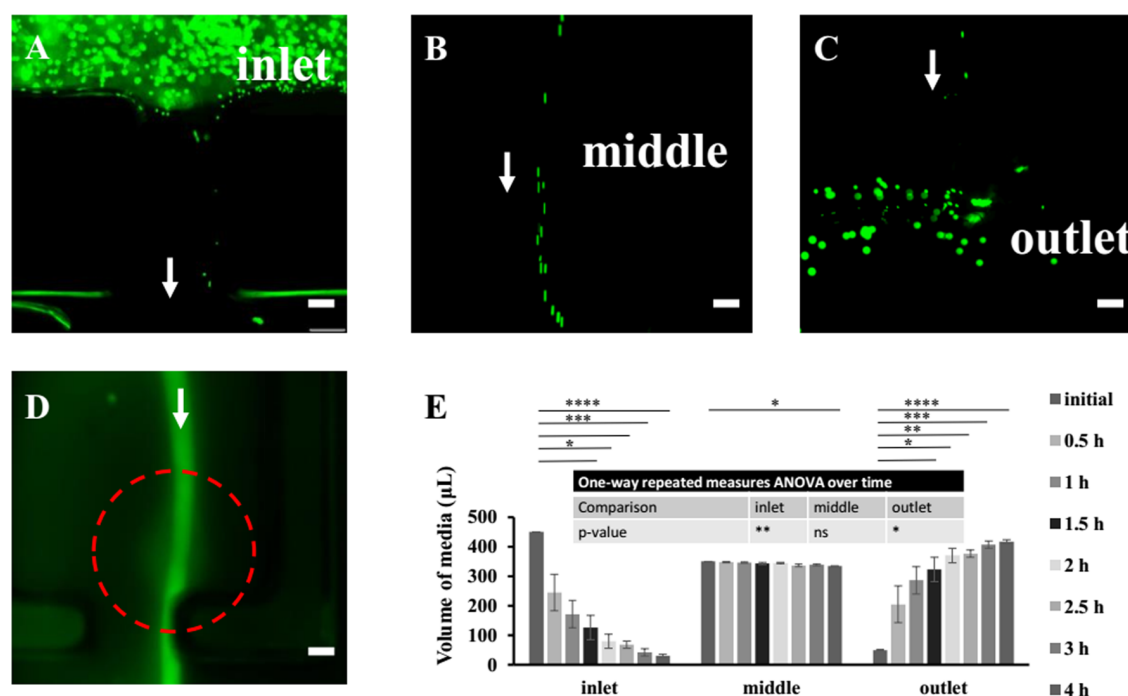 A
inlet
B
middle
C
outlet
D
E
****
***
*
*
****
***
**
*
One-way repeated measures ANOVA over time
Comparison inlet middle outlet
p-value ** ns *
Volume of media (µL)
500
400
300
200
100
0
inlet middle outlet
initial
0.5 h
1 h
1.5 h
2 h
2.5 h
3 h
4 h